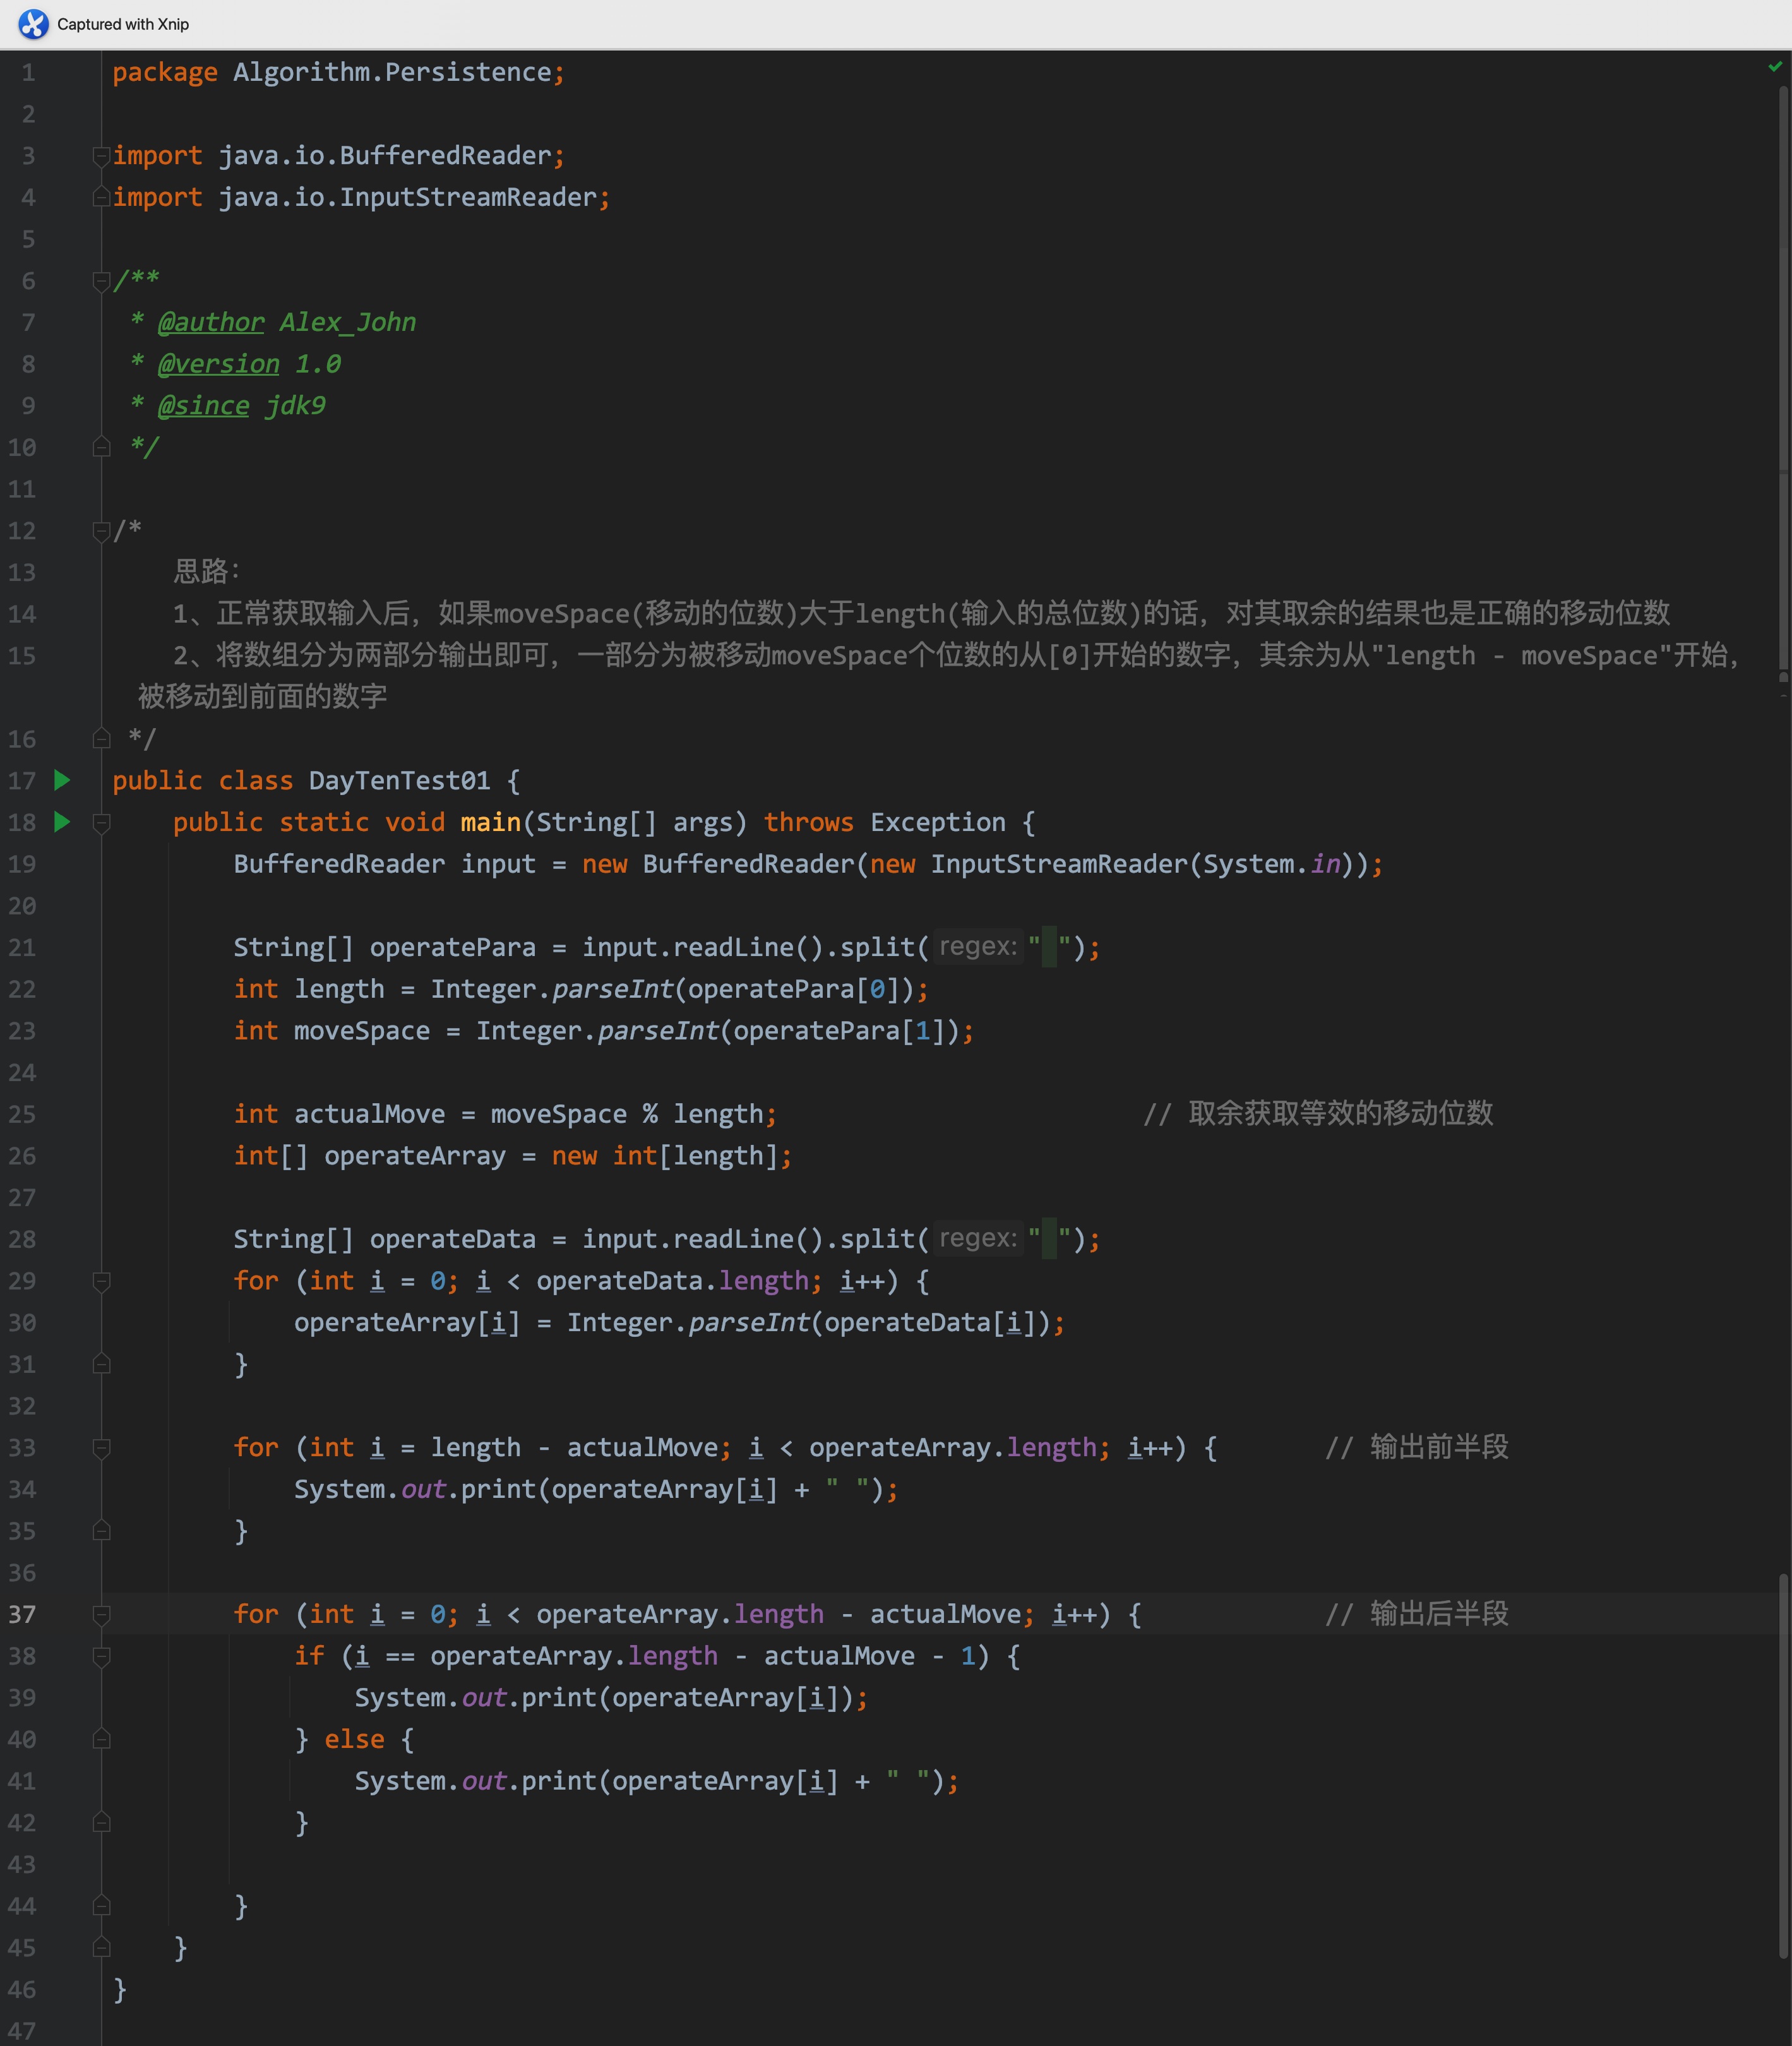 Captured with Xnip
1 package Algorithm.Persistence;
2
3 import java.io.BufferedReader;
4 import java.io.InputStreamReader;
5
6 /**
7  * @author Alex_John
8  * @version 1.0
9  * @since jdk9
10  */
11
12 /*
13     思路:
14     1、正常获取输入后，如果moveSpace(移动的位数)大于length(输入的总位数)的话，对其取余的结果也是正确的移动位数
15     2、将数组分为两部分输出即可，一部分为被移动moveSpace个位数的从[0]开始的数字，其余为从"length - moveSpace"开始，
被移动到前面的数字
16  */
17 public class DayTenTest01 {
18     public static void main(String[] args) throws Exception {
19         BufferedReader input = new BufferedReader(new InputStreamReader(System.in));
20
21         String[] operatePara = input.readLine().split( regex: " ");
22         int length = Integer.parseInt(operatePara[0]);
23         int moveSpace = Integer.parseInt(operatePara[1]);
24
25         int actualMove = moveSpace % length;                        // 取余获取等效的移动位数
26         int[] operateArray = new int[length];
27
28         String[] operateData = input.readLine().split( regex: " ");
29         for (int i = 0; i < operateData.length; i++) {
30             operateArray[i] = Integer.parseInt(operateData[i]);
31         }
32
33         for (int i = length - actualMove; i < operateArray.length; i++) {       // 输出前半段
34             System.out.print(operateArray[i] + " ");
35         }
36
37         for (int i = 0; i < operateArray.length - actualMove; i++) {            // 输出后半段
38             if (i == operateArray.length - actualMove - 1) {
39                 System.out.print(operateArray[i]);
40             } else {
41                 System.out.print(operateArray[i] + " ");
42             }
43
44         }
45     }
46 }
47